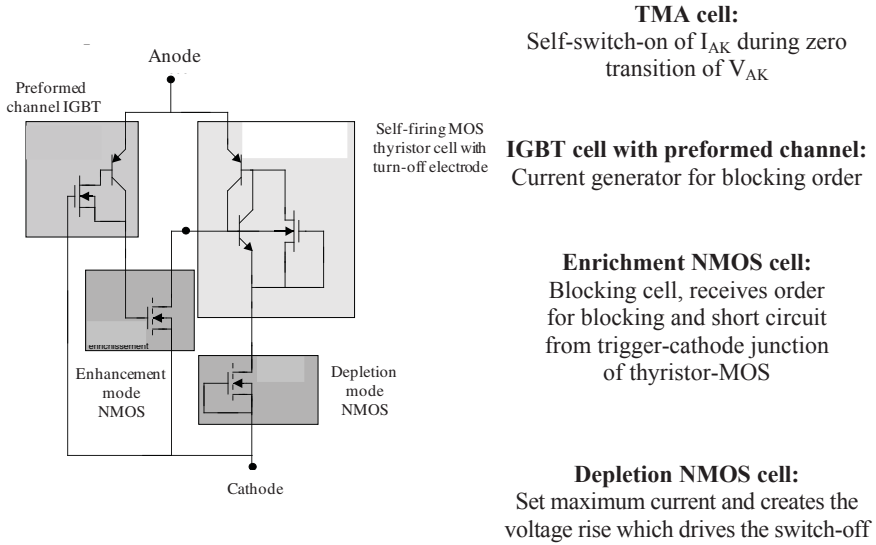 Anode
Preformed
channel IGBT
Self-firing MOS
thyristor cell with
turn-off electrode
enrichissement
Enhancement
mode
NMOS
Depletion
mode
NMOS
Cathode
TMA cell:
Self-switch-on of I_AK during zero
transition of V_AK
IGBT cell with preformed channel:
Current generator for blocking order
Enrichment NMOS cell:
Blocking cell, receives order
for blocking and short circuit
from trigger-cathode junction
of thyristor-MOS
Depletion NMOS cell:
Set maximum current and creates the
voltage rise which drives the switch-off